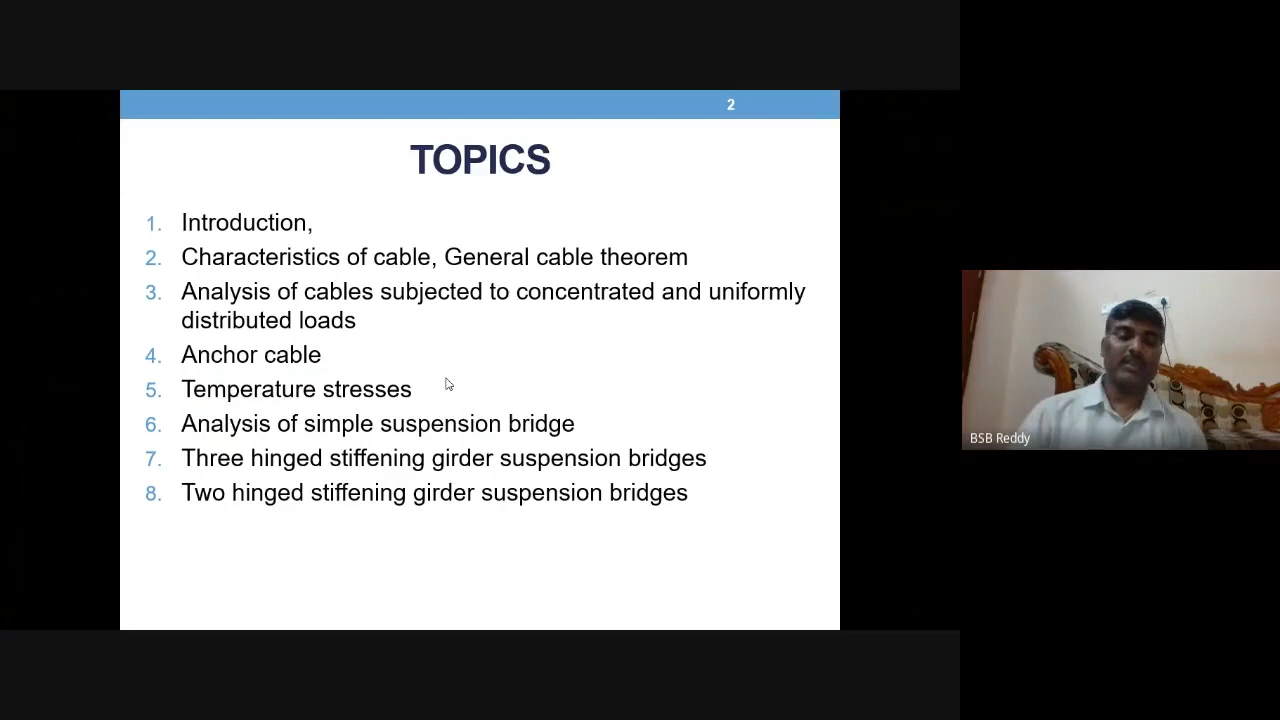 2
TOPICS
1. Introduction,
2. Characteristics of cable, General cable theorem
3. Analysis of cables subjected to concentrated and uniformly
distributed loads
4. Anchor cable
5. Temperature stresses
6. Analysis of simple suspension bridge
7. Three hinged stiffening girder suspension bridges
8. Two hinged stiffening girder suspension bridges
BSB Reddy